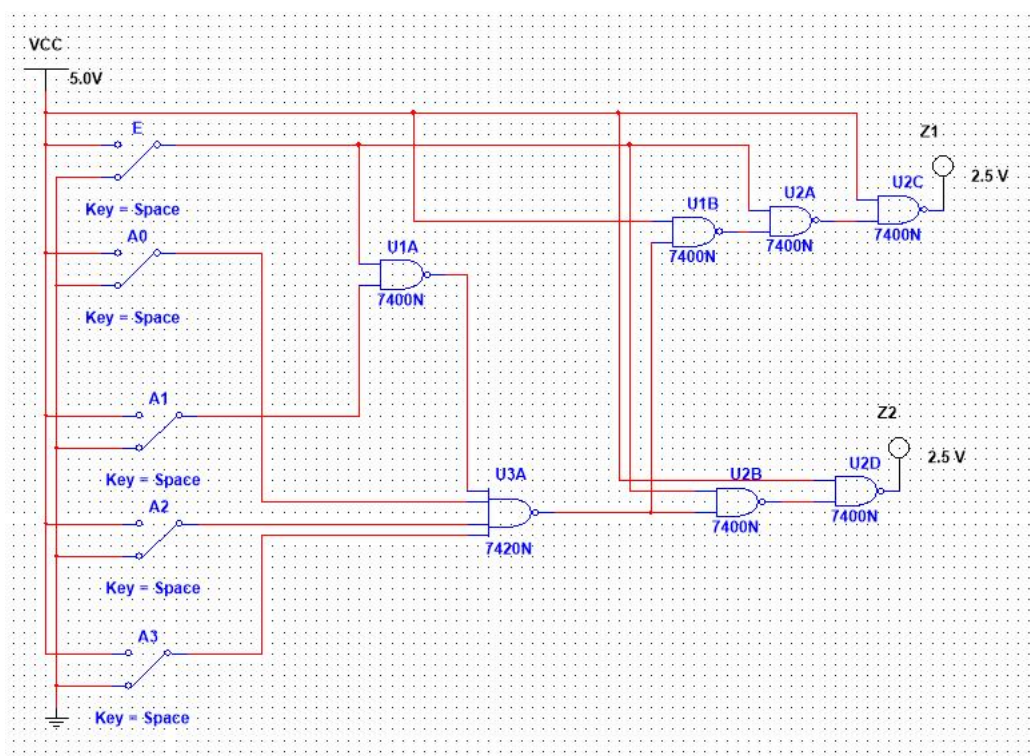 VCC
5.0V
E
Key = Space
A0
Key = Space
A1
Key = Space
A2
Key = Space
A3
Key = Space
U1A
7400N
U3A
7420N
U1B
7400N
U2A
7400N
U2C
7400N
Z1
2.5 V
U2B
7400N
U2D
7400N
Z2
2.5 V